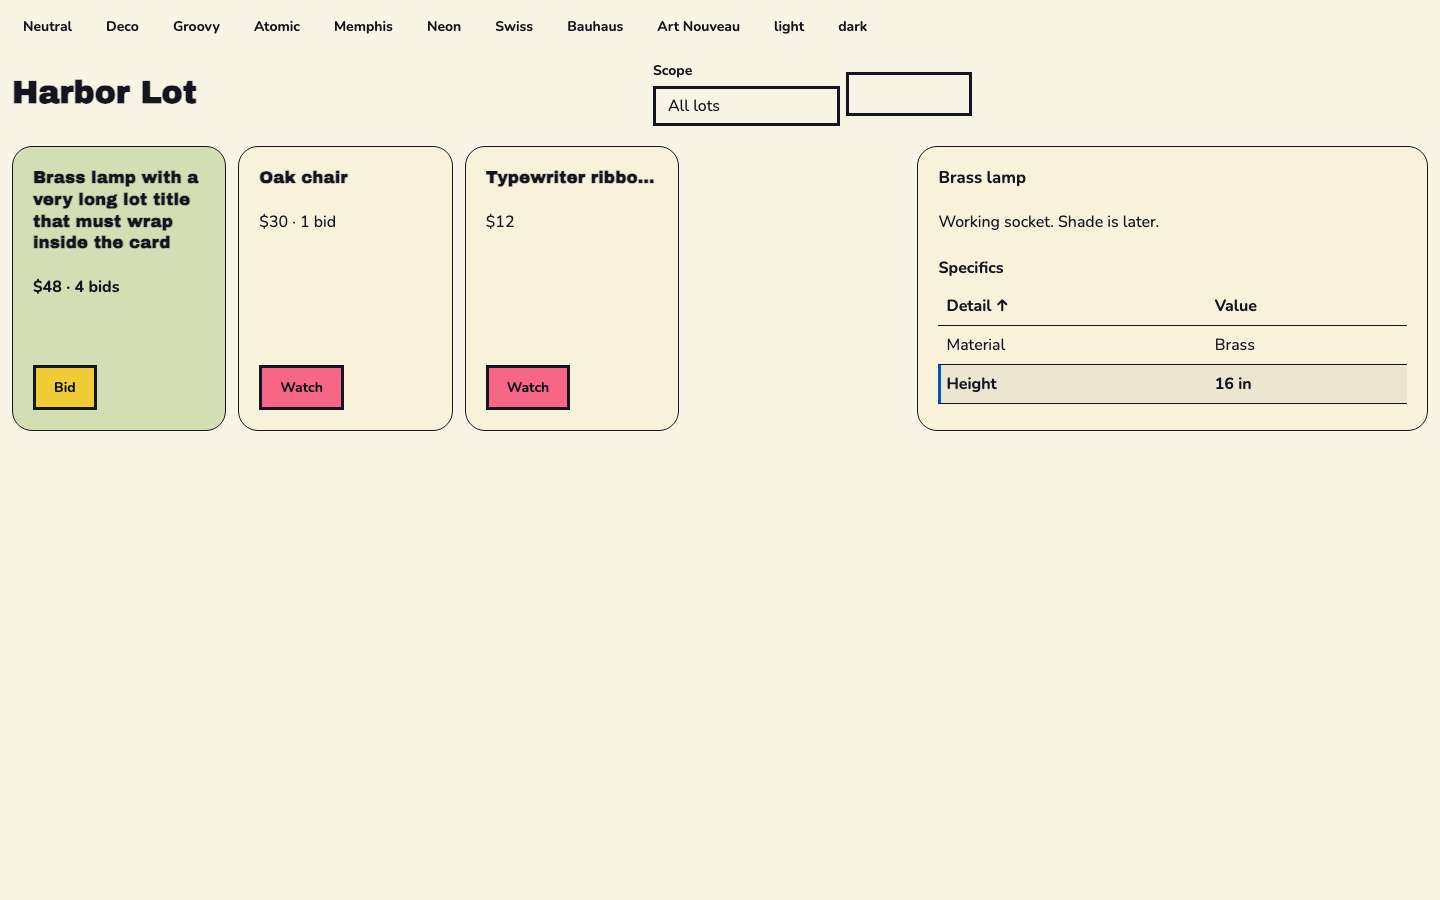 Neutral Deco Groovy Atomic Memphis Neon Swiss Bauhaus Art Nouveau light dark
Harbor Lot
Scope
All lots
Brass lamp with a
very long lot title
that must wrap
inside the card
$48 · 4 bids
Bid
Oak chair
$30 · 1 bid
Watch
Typewriter ribbo...
$12
Watch
Brass lamp
Working socket. Shade is later.
Specifics
Detail ↑ Value
Material Brass
Height 16 in